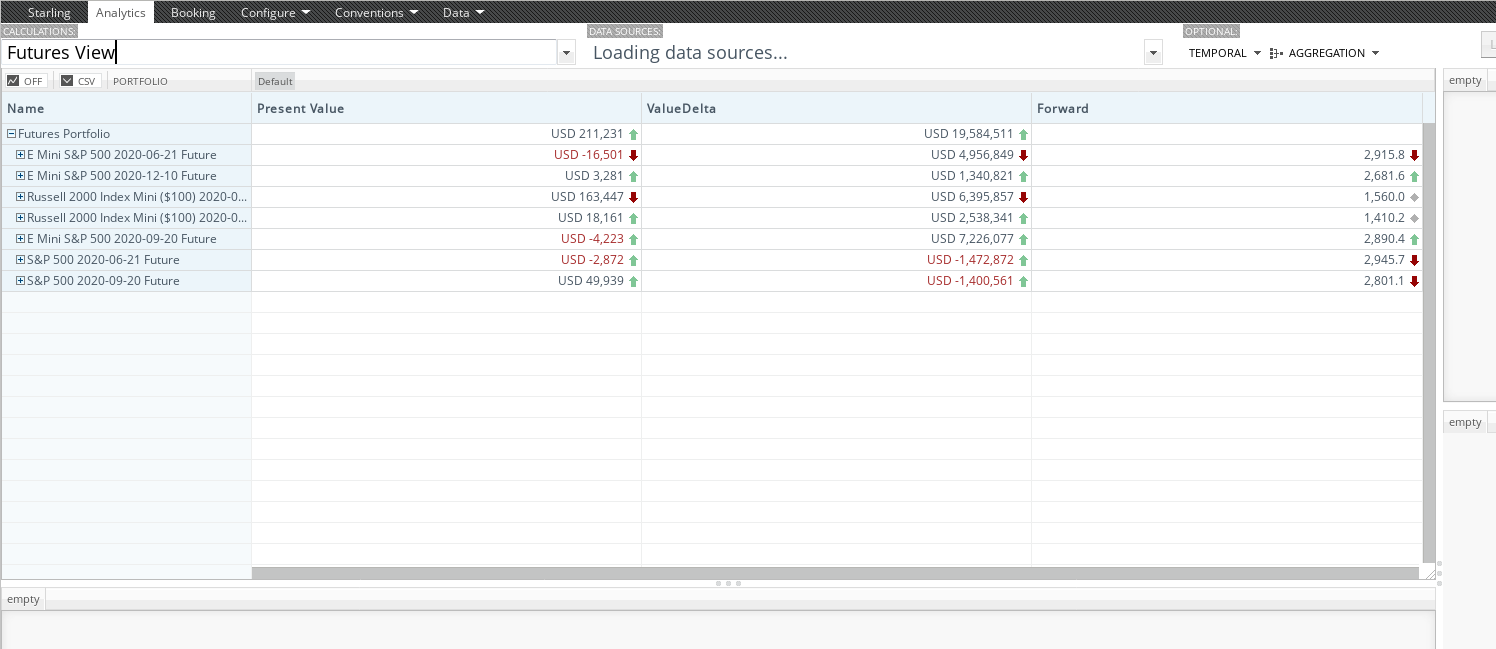 Starling Analytics Booking Configure Conventions Data
CALCULATIONS: DATA SOURCES: OPTIONAL:
Futures View Loading data sources... TEMPORAL AGGREGATION
OFF CSV PORTFOLIO Default empty
Name Present Value ValueDelta Forward
Futures Portfolio USD 211,231 USD 19,584,511
E Mini S&P 500 2020-06-21 Future USD -16,501 USD 4,956,849 2,915.8
E Mini S&P 500 2020-12-10 Future USD 3,281 USD 1,340,821 2,681.6
Russell 2000 Index Mini ($100) 2020-0... USD 163,447 USD 6,395,857 1,560.0
Russell 2000 Index Mini ($100) 2020-0... USD 18,161 USD 2,538,341 1,410.2
E Mini S&P 500 2020-09-20 Future USD -4,223 USD 7,226,077 2,890.4
S&P 500 2020-06-21 Future USD -2,872 USD -1,472,872 2,945.7
S&P 500 2020-09-20 Future USD 49,939 USD -1,400,561 2,801.1
empty
empty